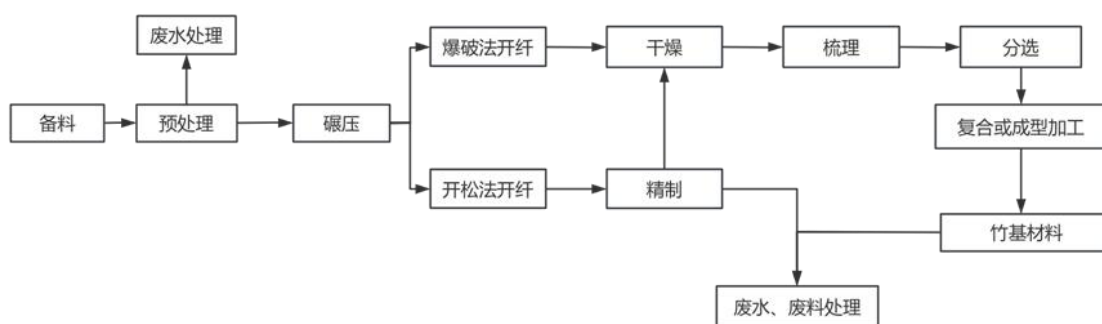 废水处理
爆破法开纤
干燥
梳理
分选
备料
预处理
碾压
复合或成型加工
开松法开纤
精制
竹基材料
废水、废料处理